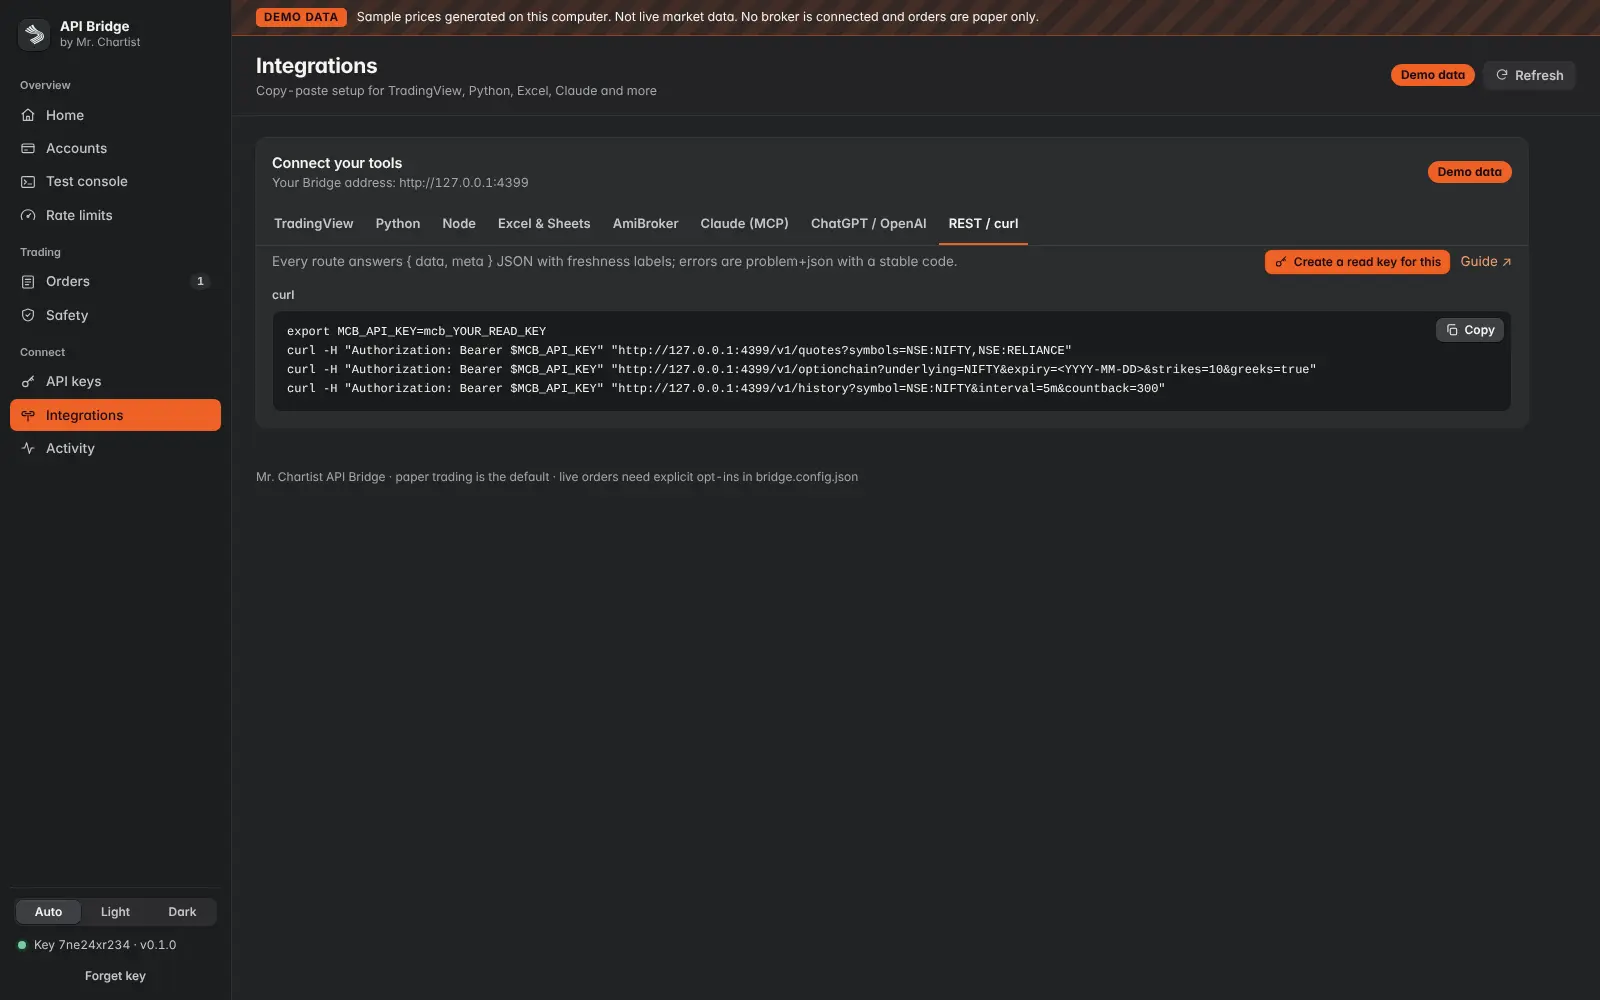 API Bridge
by Mr. Chartist
Overview
Home
Accounts
Test console
Rate limits
Trading
Orders 1
Safety
Connect
API keys
Integrations
Activity
Auto Light Dark
Key 7ne24xr234 · v0.1.0
Forget key
DEMO DATA Sample prices generated on this computer. Not live market data. No broker is connected and orders are paper only.
Integrations
Copy-paste setup for TradingView, Python, Excel, Claude and more
Demo data Refresh
Connect your tools
Your Bridge address: http://127.0.0.1:4399
Demo data
TradingView Python Node Excel & Sheets AmiBroker Claude (MCP) ChatGPT / OpenAI REST / curl
Every route answers { data, meta } JSON with freshness labels; errors are problem+json with a stable code.
Create a read key for this Guide ↗
curl
Copy
export MCB_API_KEY=mcb_YOUR_READ_KEY
curl -H "Authorization: Bearer $MCB_API_KEY" "http://127.0.0.1:4399/v1/quotes?symbols=NSE:NIFTY,NSE:RELIANCE"
curl -H "Authorization: Bearer $MCB_API_KEY" "http://127.0.0.1:4399/v1/optionchain?underlying=NIFTY&expiry=<YYYY-MM-DD>&strikes=10&greeks=true"
curl -H "Authorization: Bearer $MCB_API_KEY" "http://127.0.0.1:4399/v1/history?symbol=NSE:NIFTY&interval=5m&countback=300"
Mr. Chartist API Bridge · paper trading is the default · live orders need explicit opt-ins in bridge.config.json